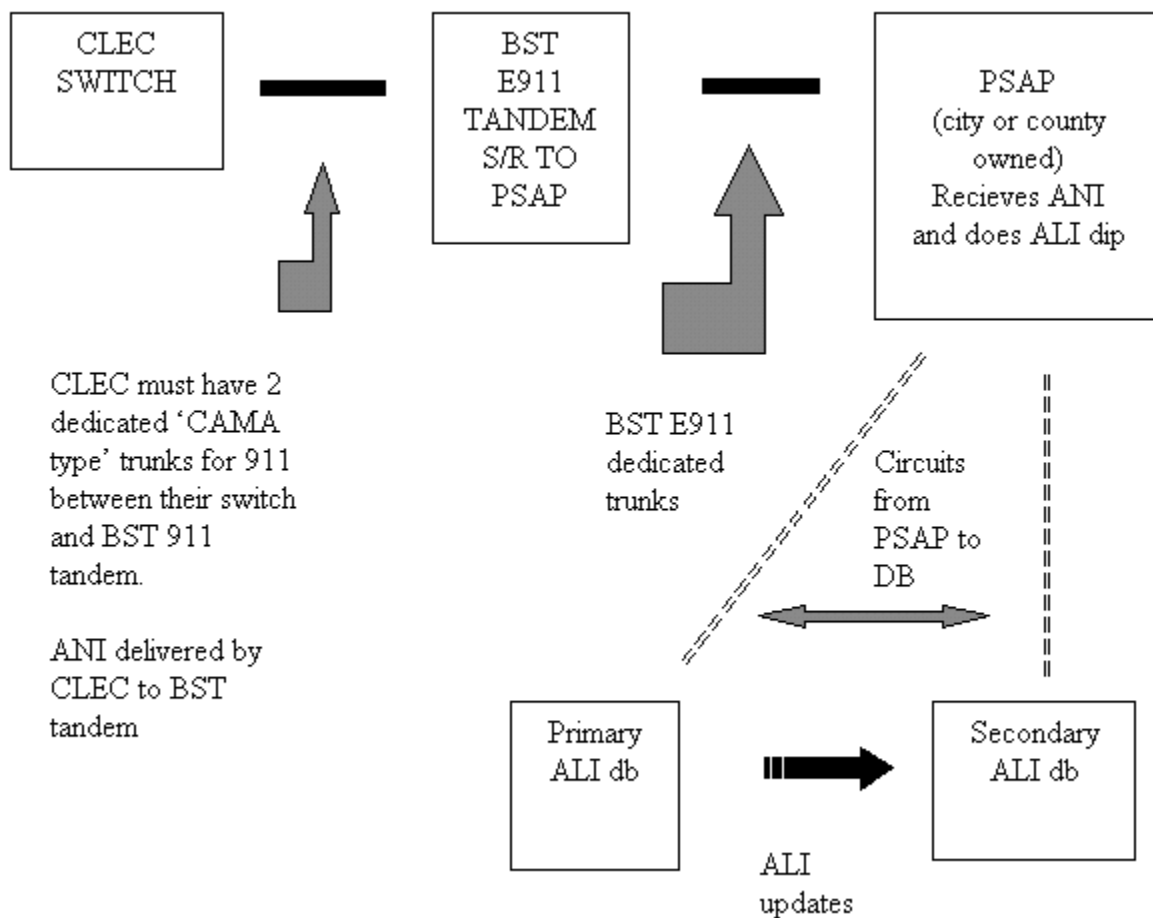 CLEC
SWITCH
BST
E911
TANDEM
S/R TO
PSAP
PSAP
(city or county
owned)
Recieves ANI
and does ALI dip
CLEC must have 2
dedicated ‘CAMA
type’ trunks for 911
between their switch
and BST 911
tandem.
ANI delivered by
CLEC to BST
tandem
BST E911
dedicated
trunks
Circuits
from
PSAP to
DB
Primary
ALI db
Secondary
ALI db
ALI
updates